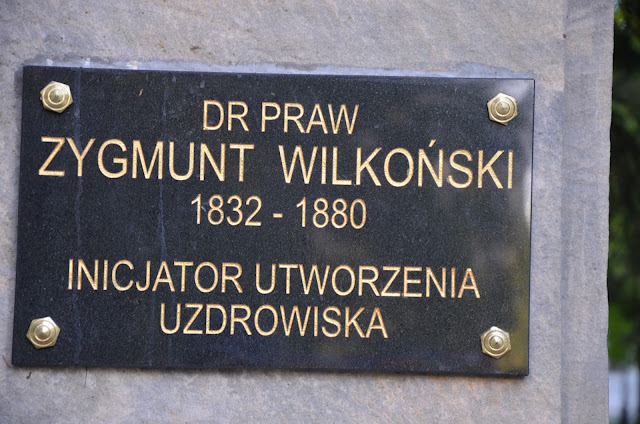 DR PRAW
ZYGMUNT WILKOŃSKI
1832 - 1880
INICJATOR UTWORZENIA
UZDROWISKA